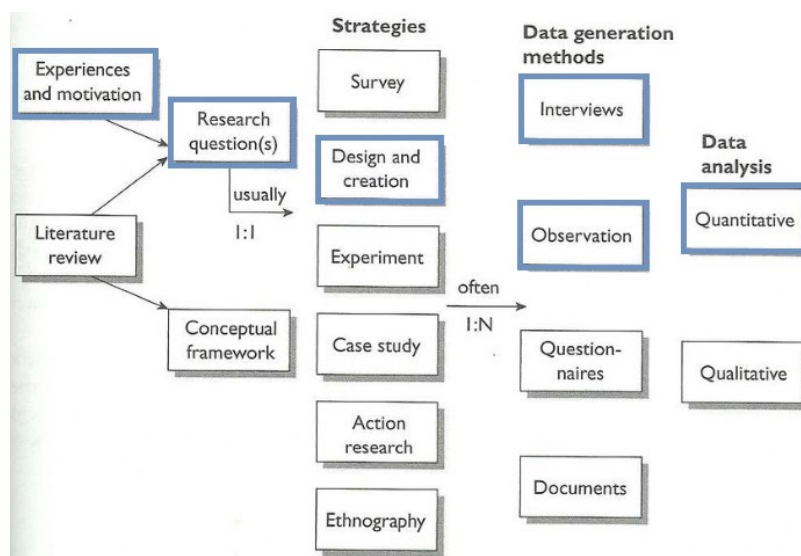 Strategies
Data generation
methods
Experiences
and motivation
Survey
Research
question(s)
Interviews
Data
analysis
Design and
creation
usually
1:1
Literature
review
Observation
Quantitative
Experiment
often
1:N
Conceptual
framework
Case study
Question-
naires
Qualitative
Action
research
Documents
Ethnography